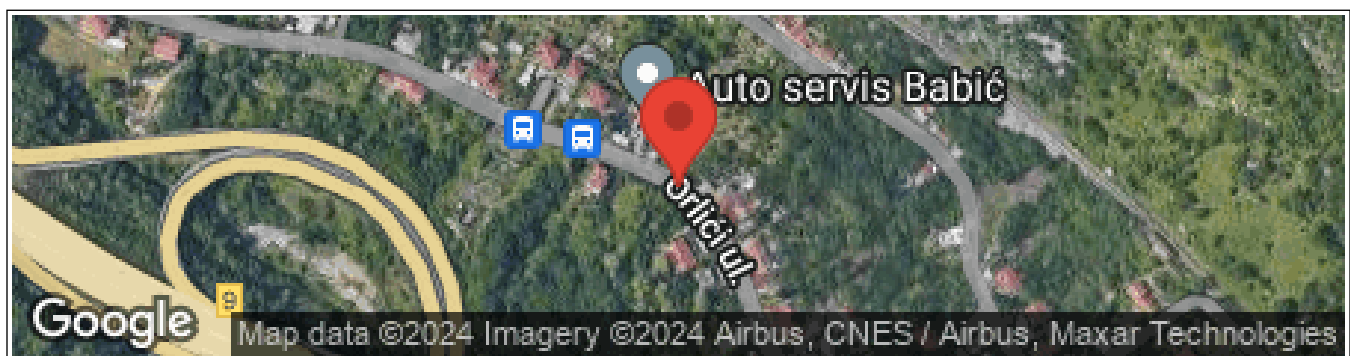 Auto servis Babić
Orlići ul.
9
Google
Map data ©2024 Imagery ©2024 Airbus, CNES / Airbus, Maxar Technologies